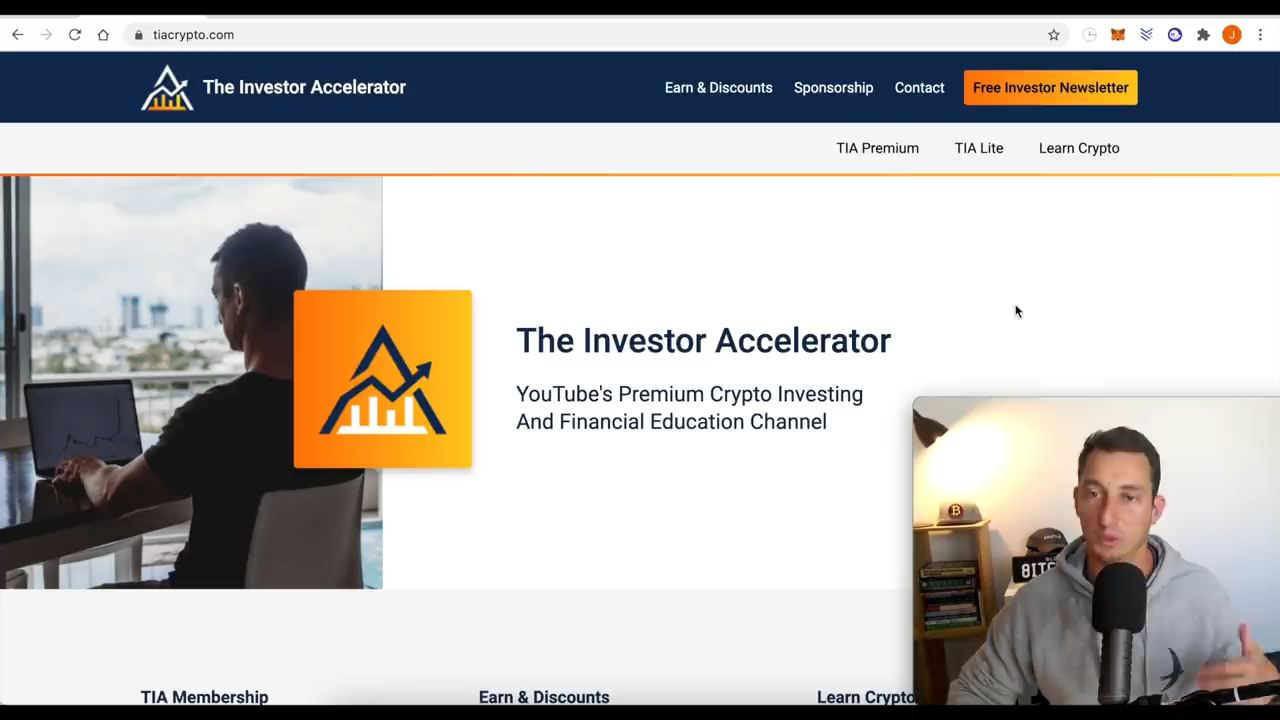 tiacrypto.com
J
The Investor Accelerator
Earn & Discounts
Sponsorship
Contact
Free Investor Newsletter
TIA Premium
TIA Lite
Learn Crypto
The Investor Accelerator
YouTube's Premium Crypto Investing
And Financial Education Channel
TIA Membership
Earn & Discounts
Learn Crypto